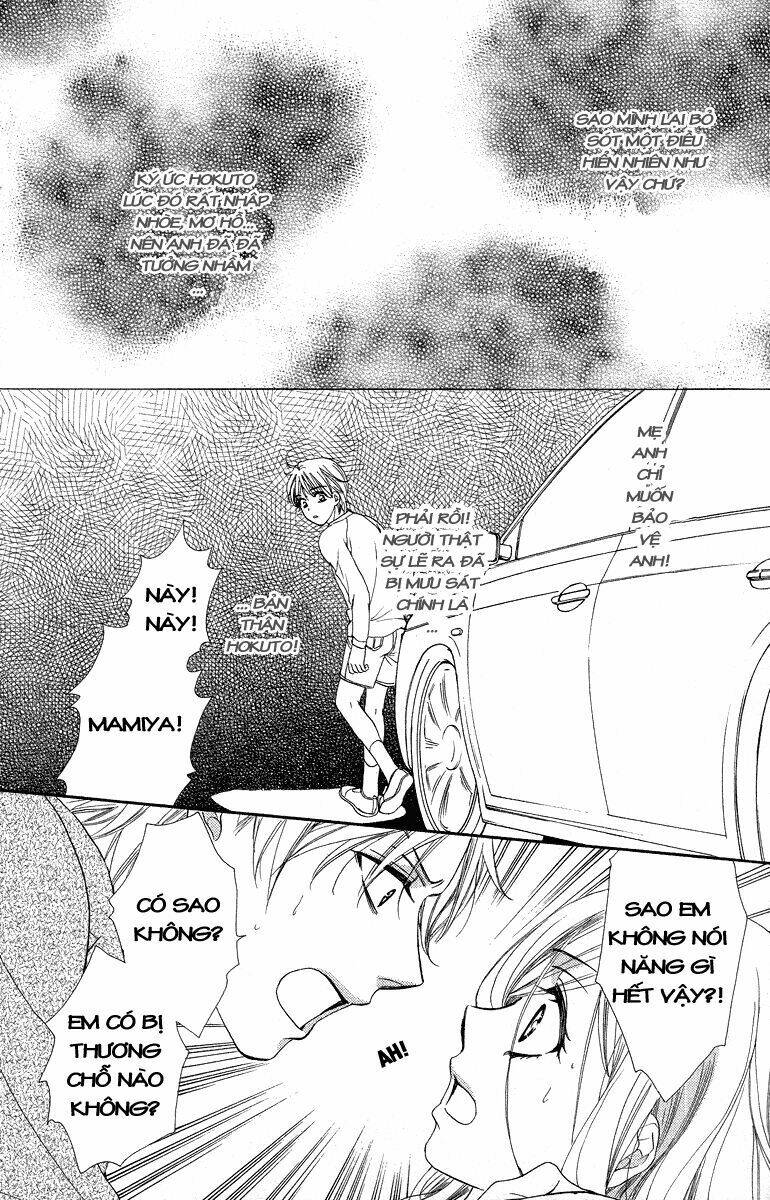 SAO MÌNH LẠI BỎ
SÓT MỘT ĐIỀU
HIỂN NHIÊN NHƯ
VẬY CHỨ?
KÝ ỨC HOKUTO
LÚC ĐÓ RẤT NHẬP
NHÒE, MƠ HỒ,
NÊN ANH ĐÃ ĐÃ
TƯỞNG NHẦM
...
MẸ
ANH
CHỈ
MUỐN
BẢO
VỆ
ANH!
PHẢI RỒI!
NGƯỜI THẬT
SỰ LẼ RA ĐÃ
BỊ MƯU SÁT
CHÍNH LÀ
...
... BẢN
THÂN
HOKUTO!
NÀY!
NÀY!
MAMIYA!
SAO EM
KHÔNG NÓI
NĂNG GÌ
HẾT VẬY?!
CÓ SAO
KHÔNG?
EM CÓ BỊ
THƯƠNG
CHỖ NÀO
KHÔNG?
AH!